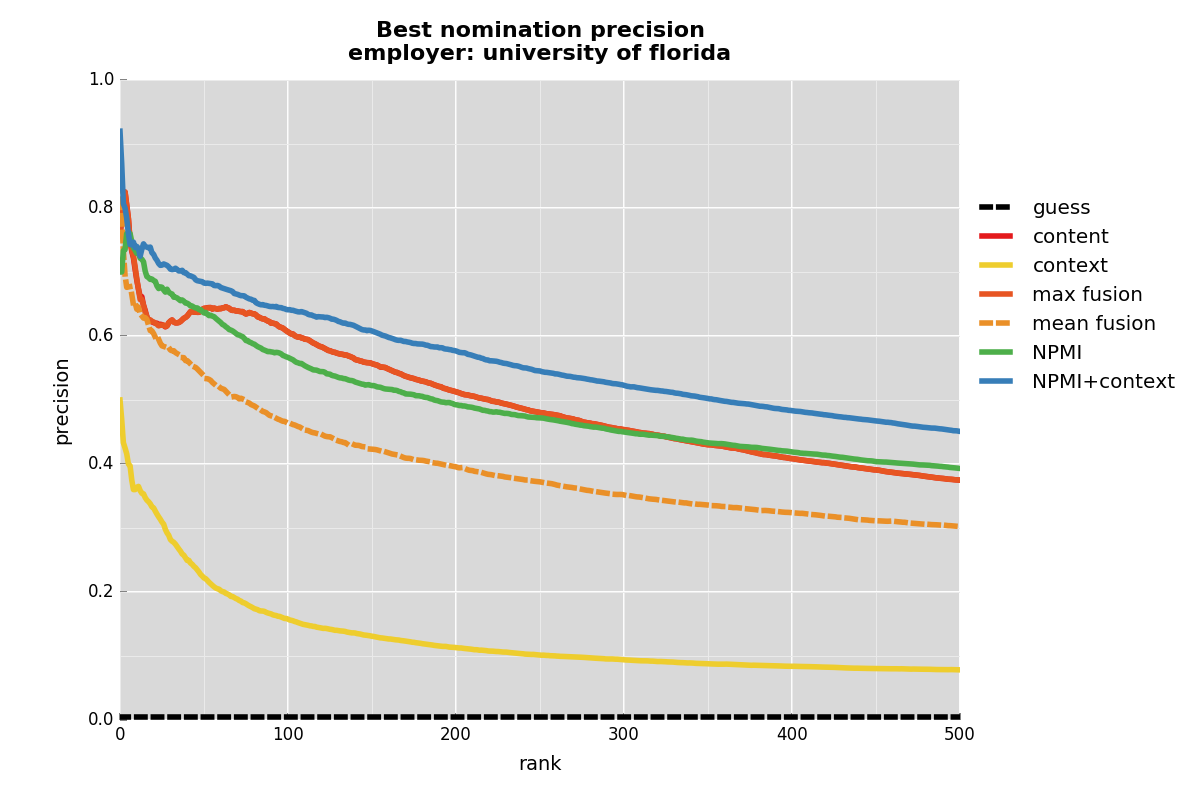 Best nomination precision
employer: university of florida
precision
1.0
0.8
0.6
0.4
0.2
0.0
0 100 200 300 400 500
rank
guess
content
context
max fusion
mean fusion
NPMI
NPMI+context